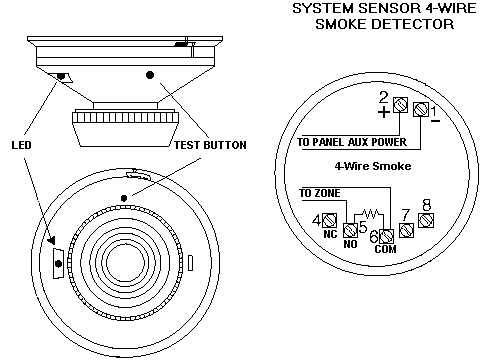 SYSTEM SENSOR 4-WIRE
SMOKE DETECTOR
LED
TEST BUTTON
2
1
+
-
TO PANEL AUX POWER
4-Wire Smoke
TO ZONE
4
NC
5
NO
6
COM
7
8